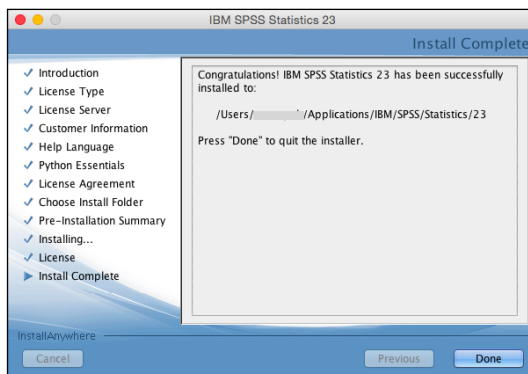 IBM SPSS Statistics 23
Install Complete
Introduction
License Type
License Server
Customer Information
Help Language
Python Essentials
License Agreement
Choose Install Folder
Pre-Installation Summary
Installing...
License
Install Complete
Congratulations! IBM SPSS Statistics 23 has been successfully
installed to:
/Users/ /Applications/IBM/SPSS/Statistics/23
Press "Done" to quit the installer.
InstallAnywhere
Cancel
Previous
Done